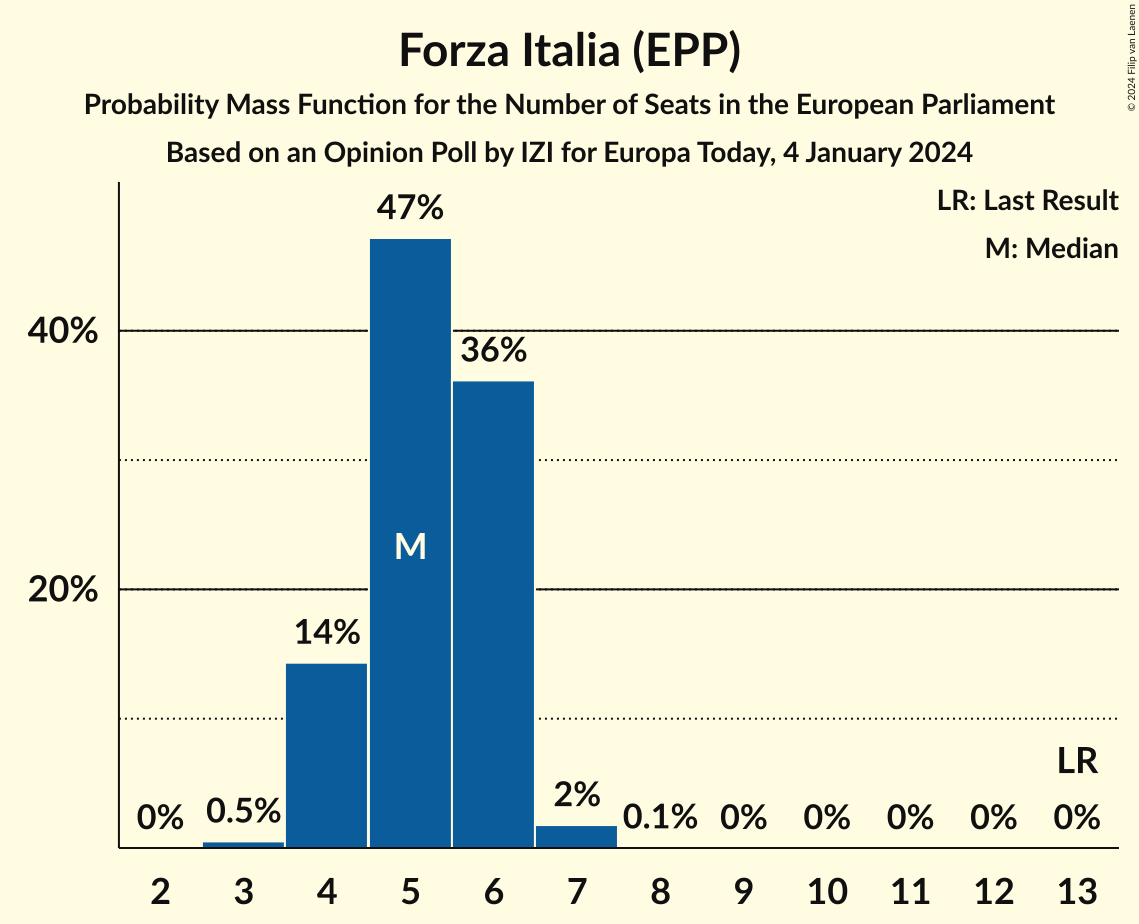 Forza Italia (EPP)
Probability Mass Function for the Number of Seats in the European Parliament
Based on an Opinion Poll by IZI for Europa Today, 4 January 2024
© 2024 Filip van Laenen
LR: Last Result
M: Median
47%
40%
36%
M
20%
14%
LR
0% 0.5% 2% 0.1% 0% 0% 0% 0% 0%
2 3 4 5 6 7 8 9 10 11 12 13